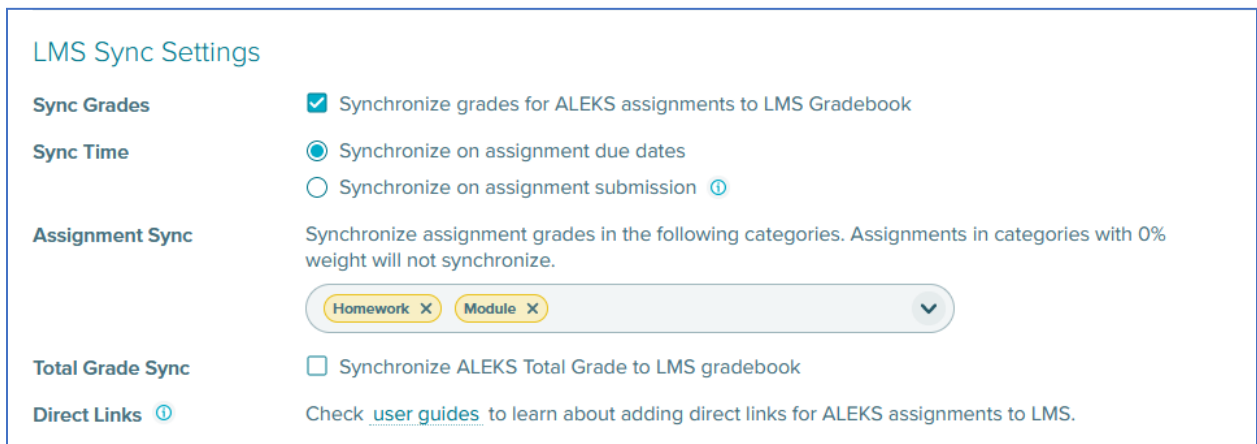 LMS Sync Settings
Sync Grades Synchronize grades for ALEKS assignments to LMS Gradebook
Sync Time Synchronize on assignment due dates
Synchronize on assignment submission
Assignment Sync Synchronize assignment grades in the following categories. Assignments in categories with 0%
weight will not synchronize.
Homework X Module X
Total Grade Sync Synchronize ALEKS Total Grade to LMS gradebook
Direct Links Check user guides to learn about adding direct links for ALEKS assignments to LMS.